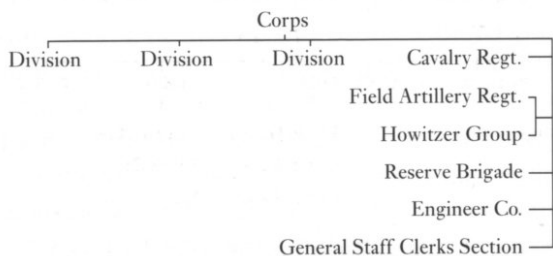 Corps
Division Division Division Cavalry Regt.
Field Artillery Regt.
Howitzer Group
Reserve Brigade
Engineer Co.
General Staff Clerks Section